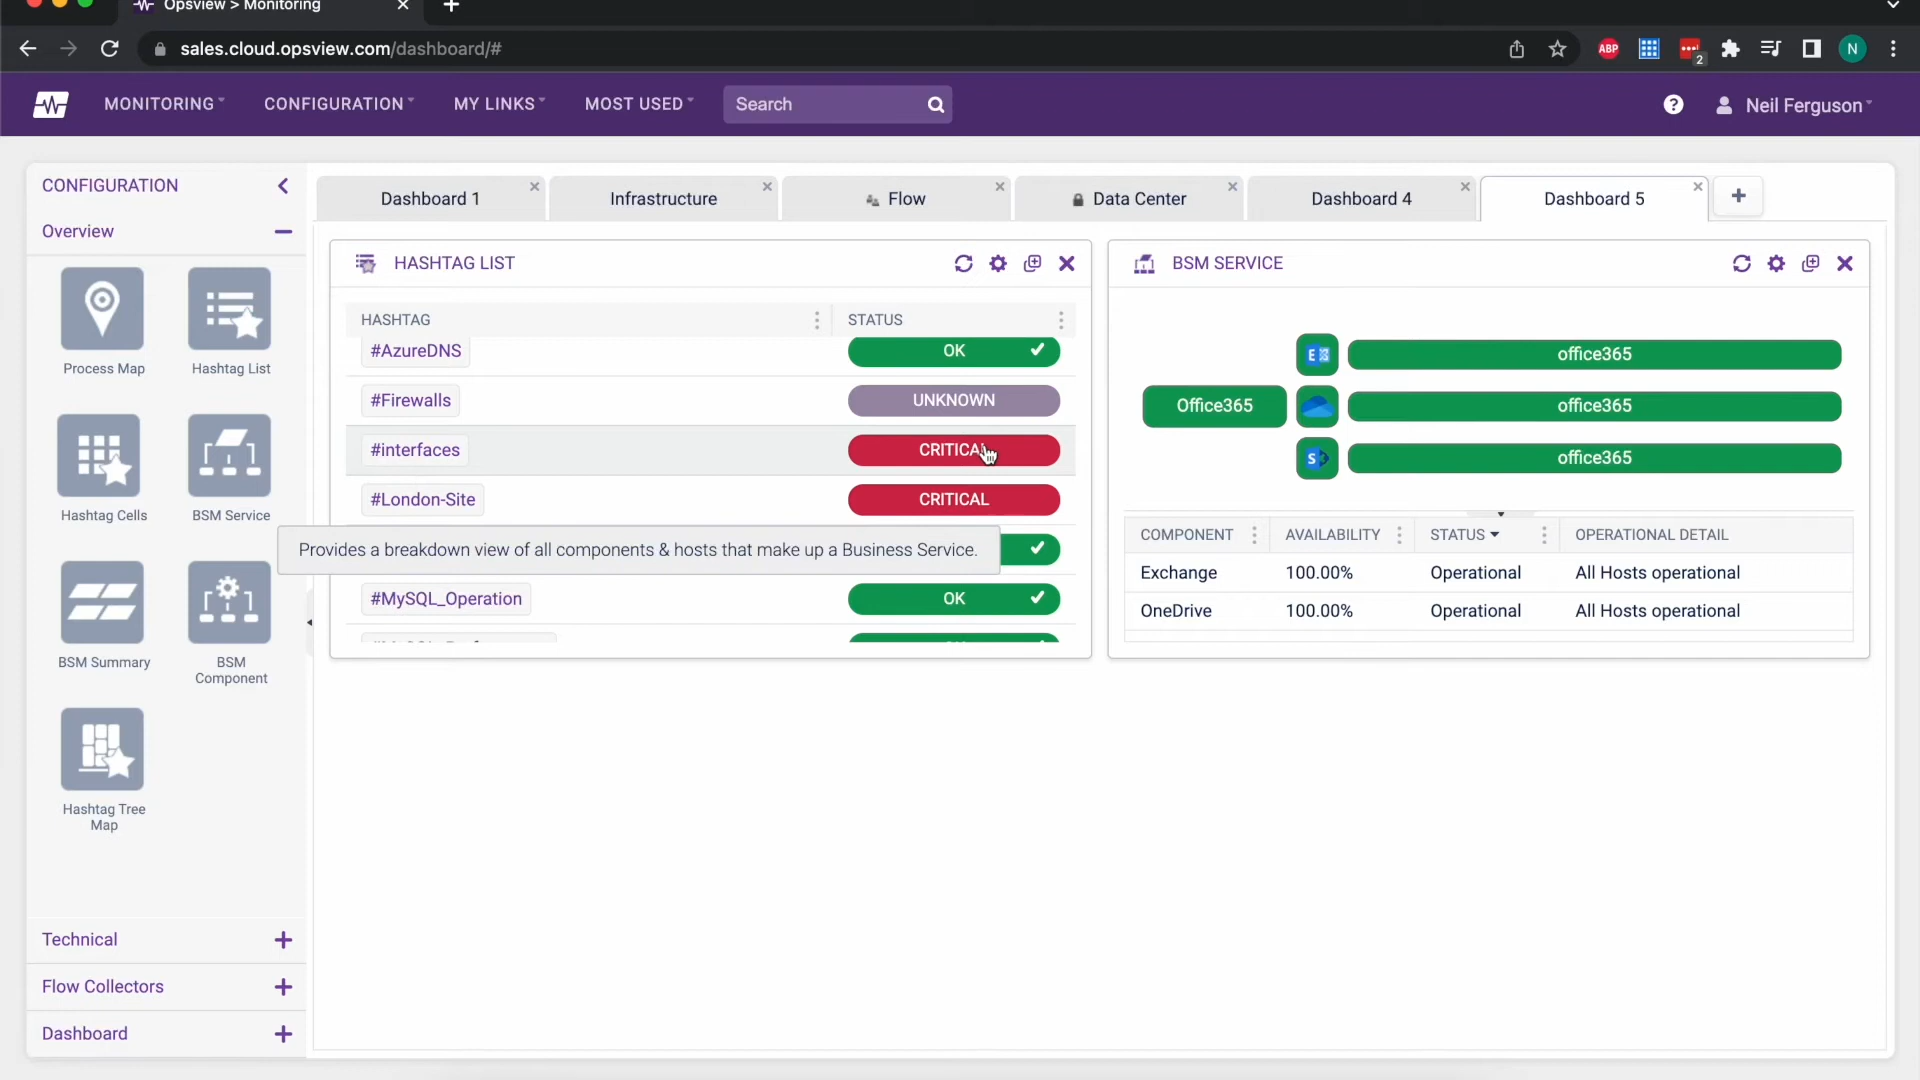 Opsview > Monitoring
sales.cloud.opsview.com/dashboard/#
ABP
2
N
MONITORING
CONFIGURATION
MY LINKS
MOST USED
Search
?
Neil Ferguson
CONFIGURATION
Overview
Process Map
Hashtag List
Hashtag Cells
BSM Service
BSM Summary
BSM
Component
Hashtag Tree
Map
Technical
Flow Collectors
Dashboard
Dashboard 1
Infrastructure
Flow
Data Center
Dashboard 4
Dashboard 5
HASHTAG LIST
HASHTAG
STATUS
#AzureDNS
OK
#Firewalls
UNKNOWN
#interfaces
CRITICAL
#London-Site
CRITICAL
Provides a breakdown view of all components & hosts that make up a Business Service.
#MySQL_Operation
OK
BSM SERVICE
Office365
E
office365
office365
S
office365
COMPONENT
AVAILABILITY
STATUS
OPERATIONAL DETAIL
Exchange
100.00%
Operational
All Hosts operational
OneDrive
100.00%
Operational
All Hosts operational